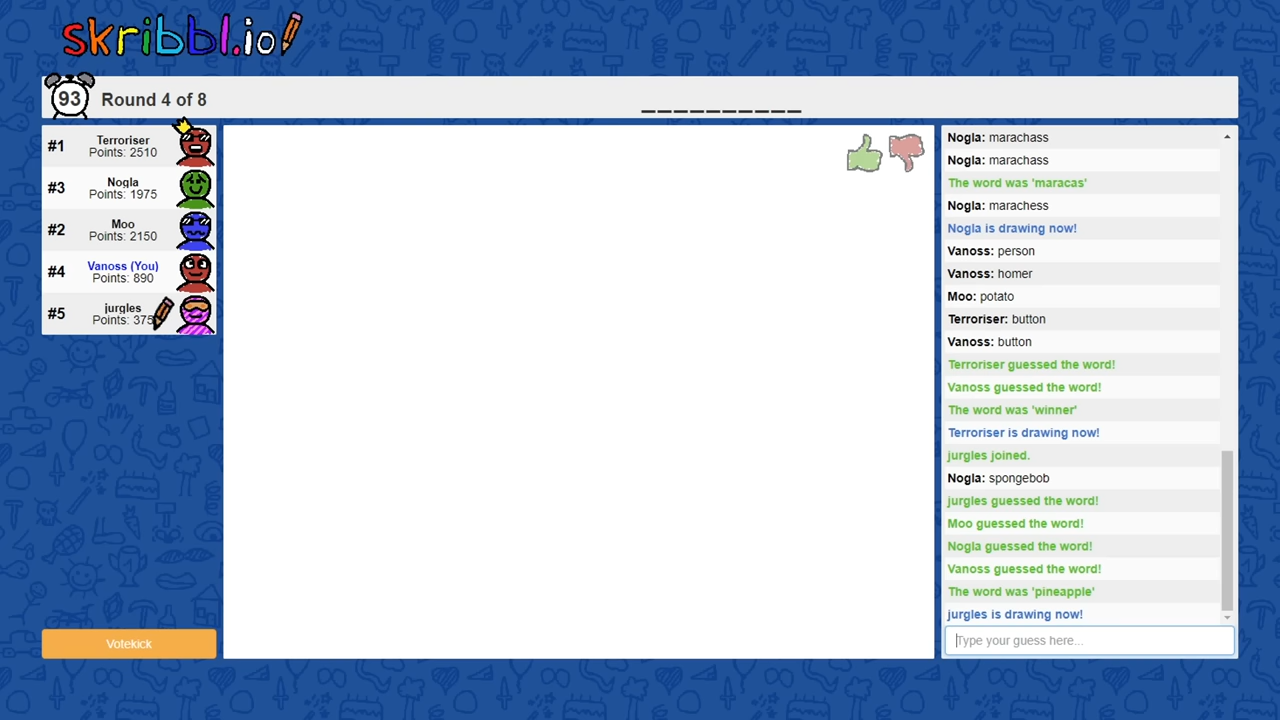 skribbl.io
93
Round 4 of 8
__________
#1
Terroriser
Points: 2510
#3
Nogla
Points: 1975
#2
Moo
Points: 2150
#4
Vanoss (You)
Points: 890
#5
jurgles
Points: 375
Votekick
Nogla: marachass
Nogla: marachass
The word was 'maracas'
Nogla: marachess
Nogla is drawing now!
Vanoss: person
Vanoss: homer
Moo: potato
Terroriser: button
Vanoss: button
Terroriser guessed the word!
Vanoss guessed the word!
The word was 'winner'
Terroriser is drawing now!
jurgles joined.
Nogla: spongebob
jurgles guessed the word!
Moo guessed the word!
Nogla guessed the word!
Vanoss guessed the word!
The word was 'pineapple'
jurgles is drawing now!
Type your guess here...